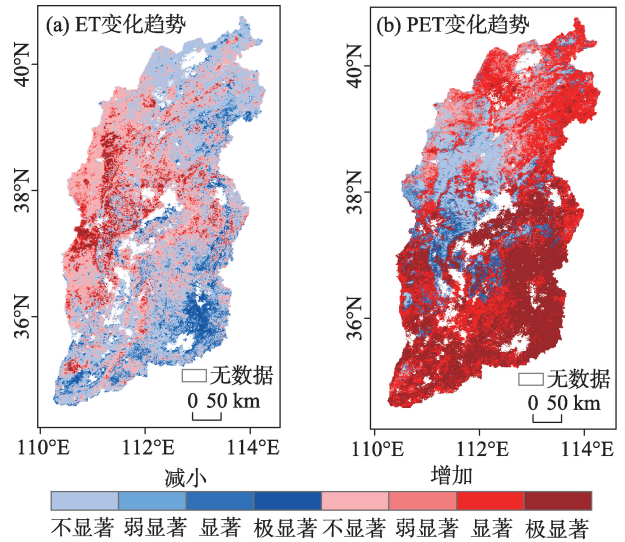 (a) ET变化趋势
(b) PET变化趋势
40°N
38°N
36°N
40°N
38°N
36°N
无数据
0 50 km
无数据
0 50 km
110°E 112°E 114°E
110°E 112°E 114°E
减小 增加
不显著 弱显著 显著 极显著 不显著 弱显著 显著 极显著